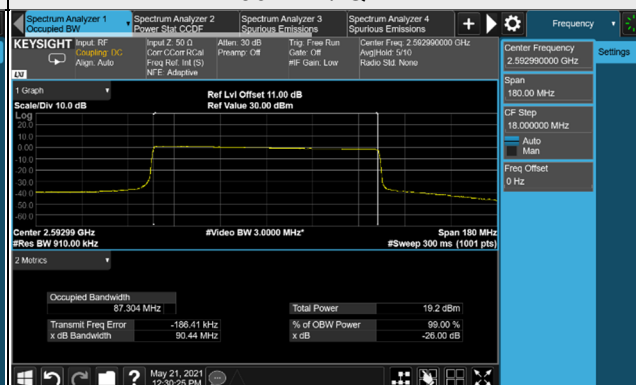 Spectrum Analyzer 1
Occupied BW
Spectrum Analyzer 2
Power Stat CCDF
Spectrum Analyzer 3
Spurious Emissions
Spectrum Analyzer 4
Spurious Emissions
Frequency
KEYSIGHT
Input: RF
Coupling: DC
Align: Auto
Input Z: 50 Ω
Corr CCorr RCal
Freq Ref: Int (S)
NFE: Adaptive
Atten: 30 dB
Preamp: Off
Trig: Free Run
Gate: Off
#IF Gain: Low
Center Freq: 2.592990000 GHz
Avg|Hold: 5/10
Radio Std: None
LXI
Center Frequency
2.592990000 GHz
Settings
Span
180.00 MHz
CF Step
18.000000 MHz
Auto
Man
Freq Offset
0 Hz
1 Graph
Scale/Div 10.0 dB
Ref Lvl Offset 11.00 dB
Ref Value 30.00 dBm
Log
20.0
10.0
0.00
-10.0
-20.0
-30.0
-40.0
-50.0
-60.0
Center 2.59299 GHz
#Res BW 910.00 kHz
#Video BW 3.0000 MHz*
Span 180 MHz
#Sweep 300 ms (1001 pts)
2 Metrics
Occupied Bandwidth
87.304 MHz
Total Power 19.2 dBm
Transmit Freq Error -186.41 kHz
% of OBW Power 99.00 %
x dB Bandwidth 90.44 MHz
x dB -26.00 dB
May 21, 2021
12:30:25 PM